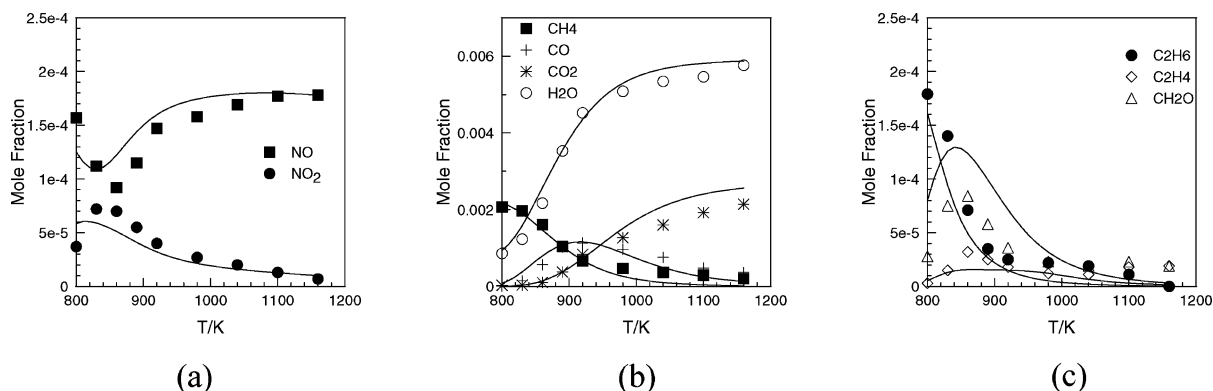 2.5e-4
2e-4
1.5e-4
1e-4
5e-5
0
800 900 1000 1100 1200
T/K
Mole Fraction
NO
NO2
(a)
0.006
0.004
0.002
0
800 900 1000 1100 1200
T/K
Mole Fraction
CH4
CO
CO2
H2O
(b)
2.5e-4
2e-4
1.5e-4
1e-4
5e-5
0
800 900 1000 1100 1200
T/K
Mole Fraction
C2H6
C2H4
CH2O
(c)